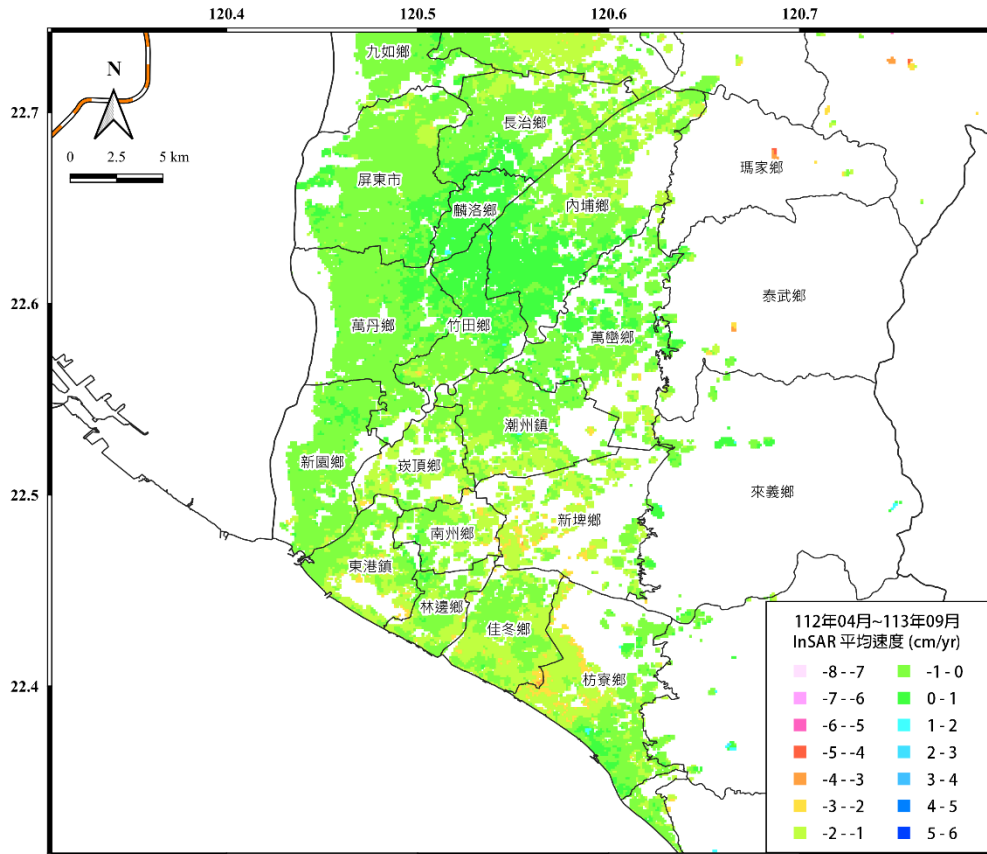 120.4 120.5 120.6 120.7
22.7
22.6
22.5
22.4
N
0 2.5 5 km
九如鄉
長治鄉
屏東市
瑪家鄉
麟洛鄉
內埔鄉
泰武鄉
萬丹鄉
竹田鄉
萬巒鄉
潮州鎮
新園鄉
崁頂鄉
來義鄉
新埤鄉
南州鄉
東港鎮
林邊鄉
佳冬鄉
枋寮鄉
112年04月~113年09月
InSAR 平均速度 (cm/yr)
-8 - -7 -1 - 0
-7 - -6 0 - 1
-6 - -5 1 - 2
-5 - -4 2 - 3
-4 - -3 3 - 4
-3 - -2 4 - 5
-2 - -1 5 - 6